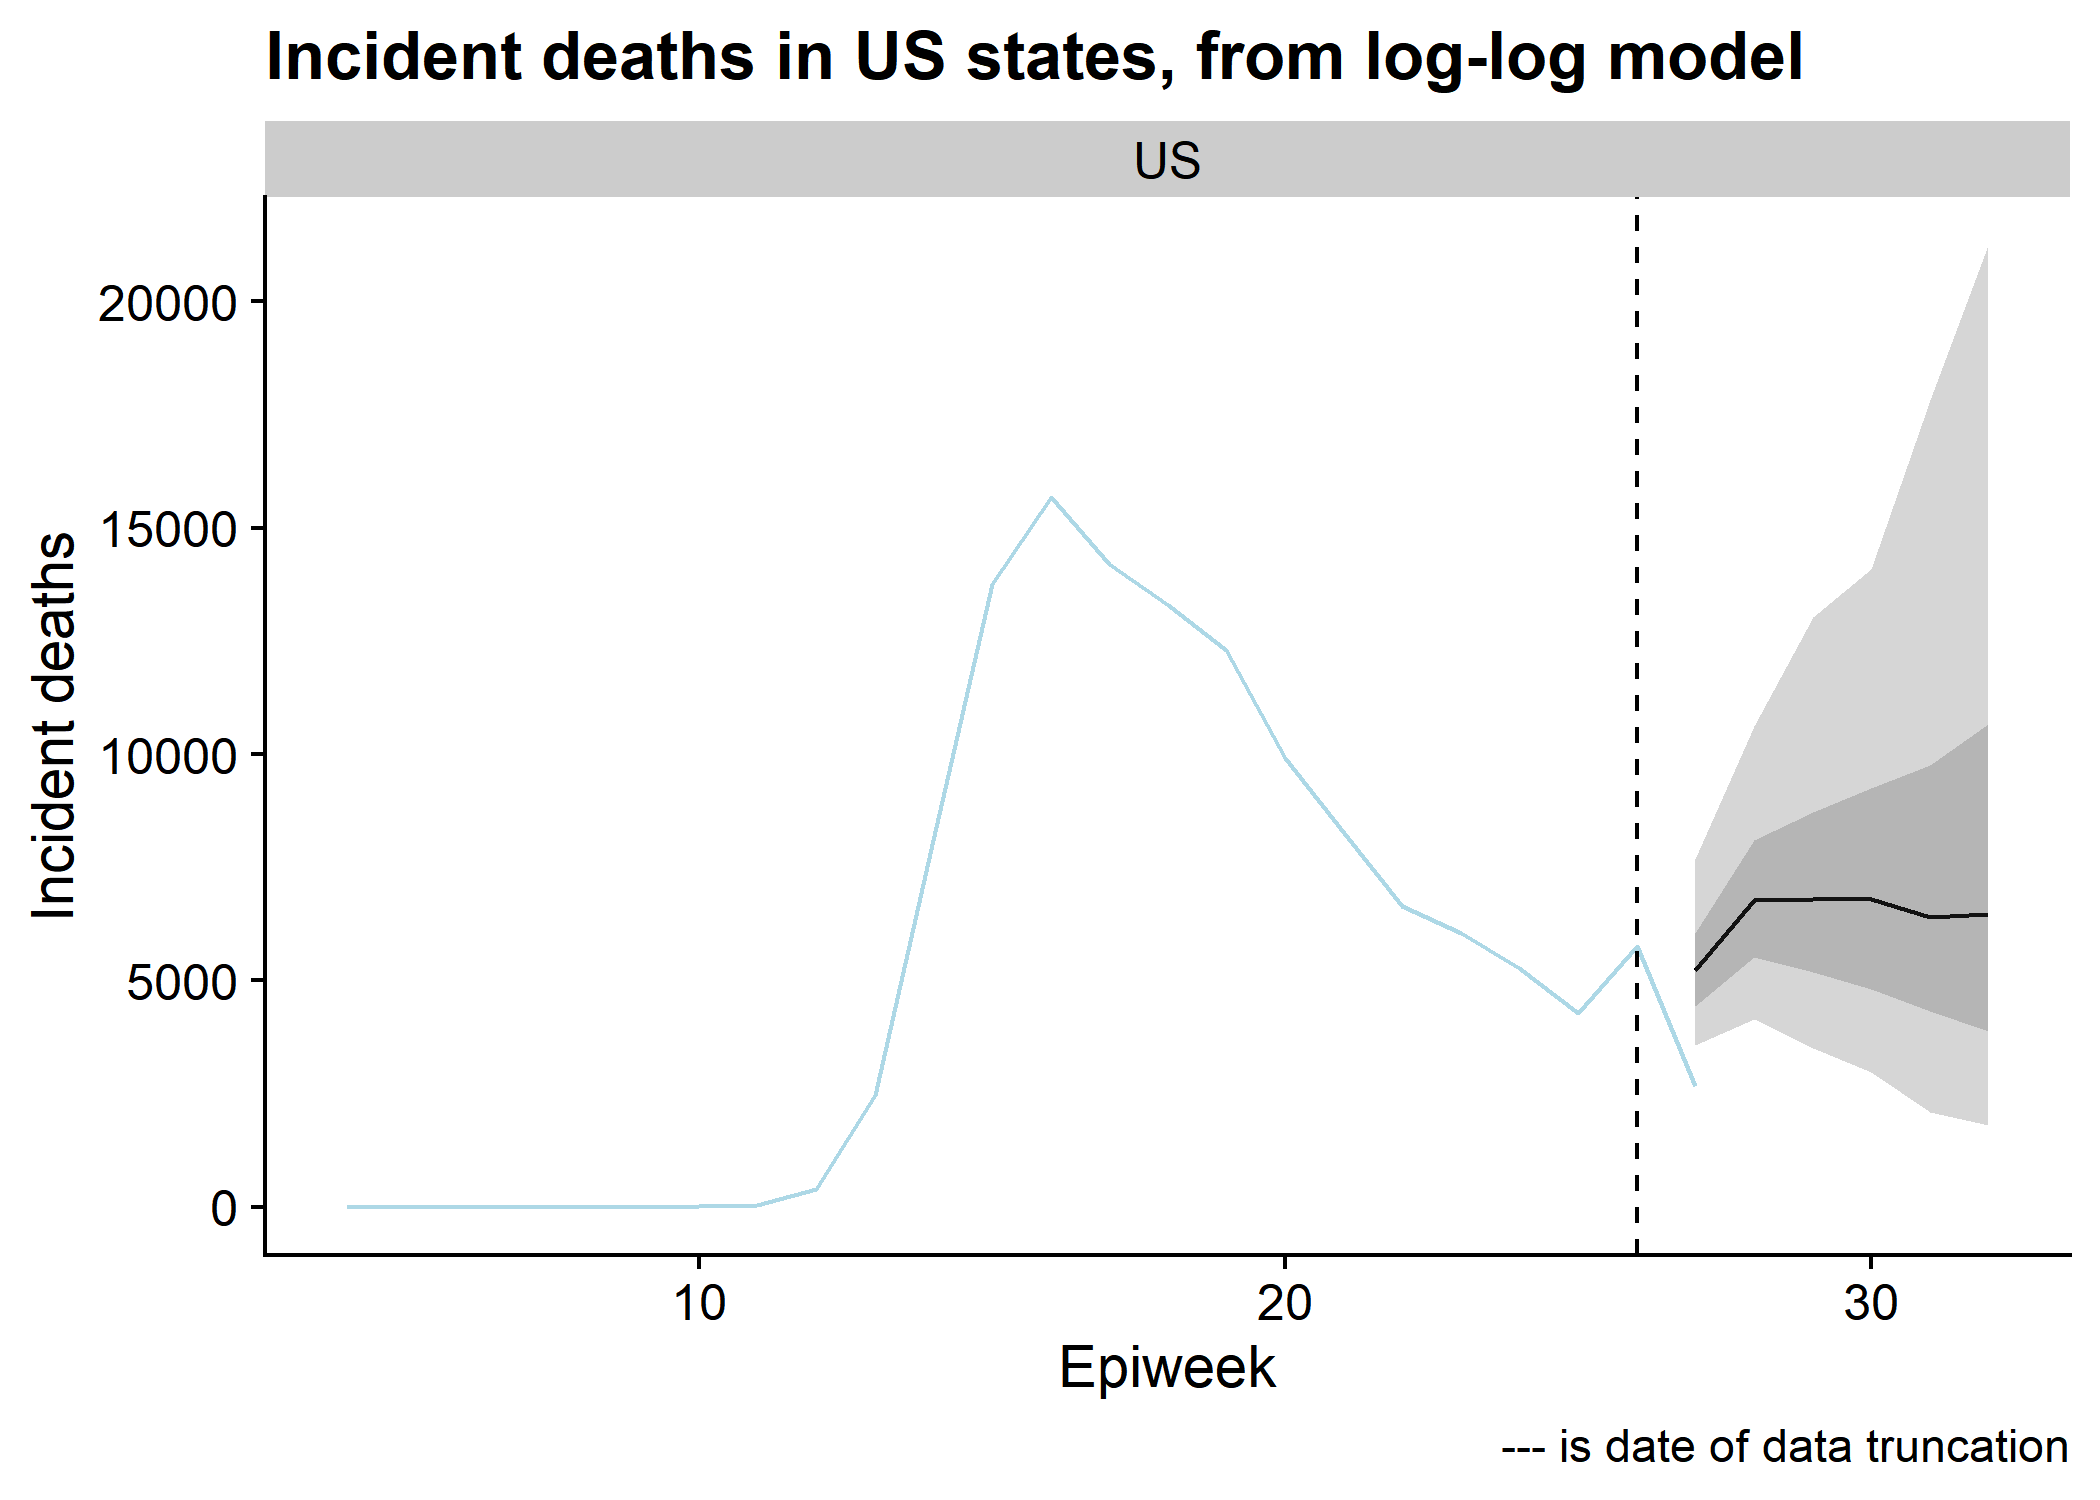 Incident deaths in US states, from log-log model
US
20000
15000
10000
5000
0
Incident deaths
10 20 30
Epiweek
--- is date of data truncation